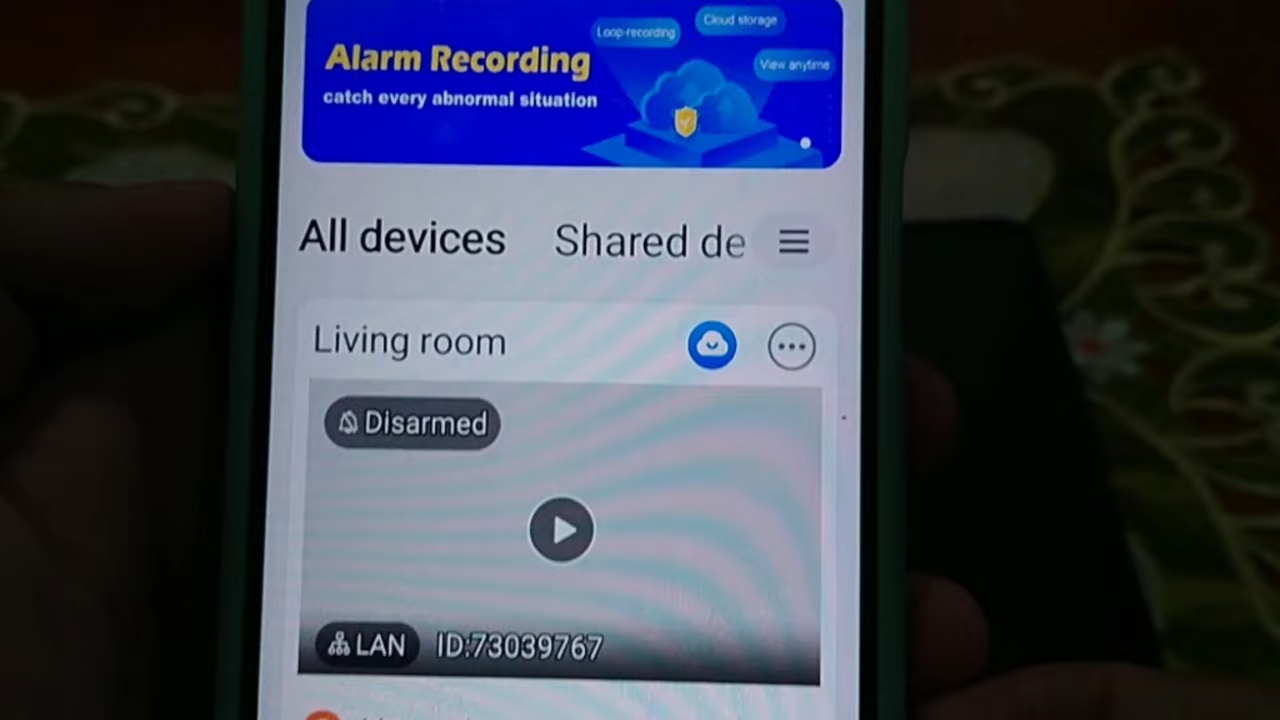 Cloud storage
Loop-recording
View anytime
Alarm Recording
catch every abnormal situation
All devices Shared de
Living room
Disarmed
LAN ID:73039767